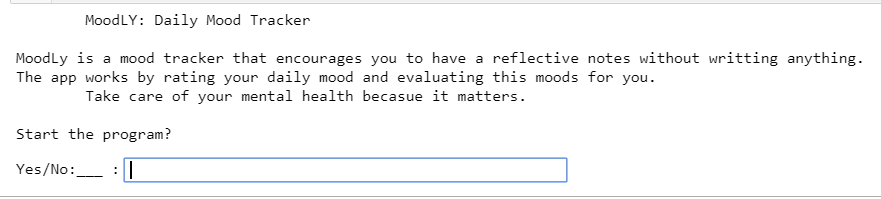 MoodLY: Daily Mood Tracker
MoodLy is a mood tracker that encourages you to have a reflective notes without writting anything.
The app works by rating your daily mood and evaluating this moods for you.
Take care of your mental health becasue it matters.
Start the program?
Yes/No:___ :